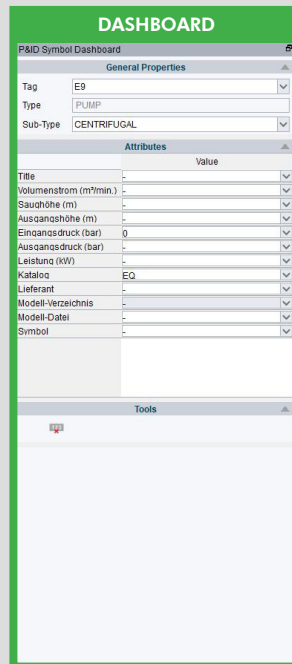 DASHBOARD
P&ID Symbol Dashboard
General Properties
Tag E9
Type PUMP
Sub-Type CENTRIFUGAL
Attributes
Value
Title -
Volumenstrom (m³/min.) -
Saughöhe (m) -
Ausgangshöhe (m) -
Eingangsdruck (bar) 0
Ausgangsdruck (bar) -
Leistung (kW) -
Katalog EQ
Lieferant -
Modell-Verzeichnis -
Modell-Datei -
Symbol -
Tools